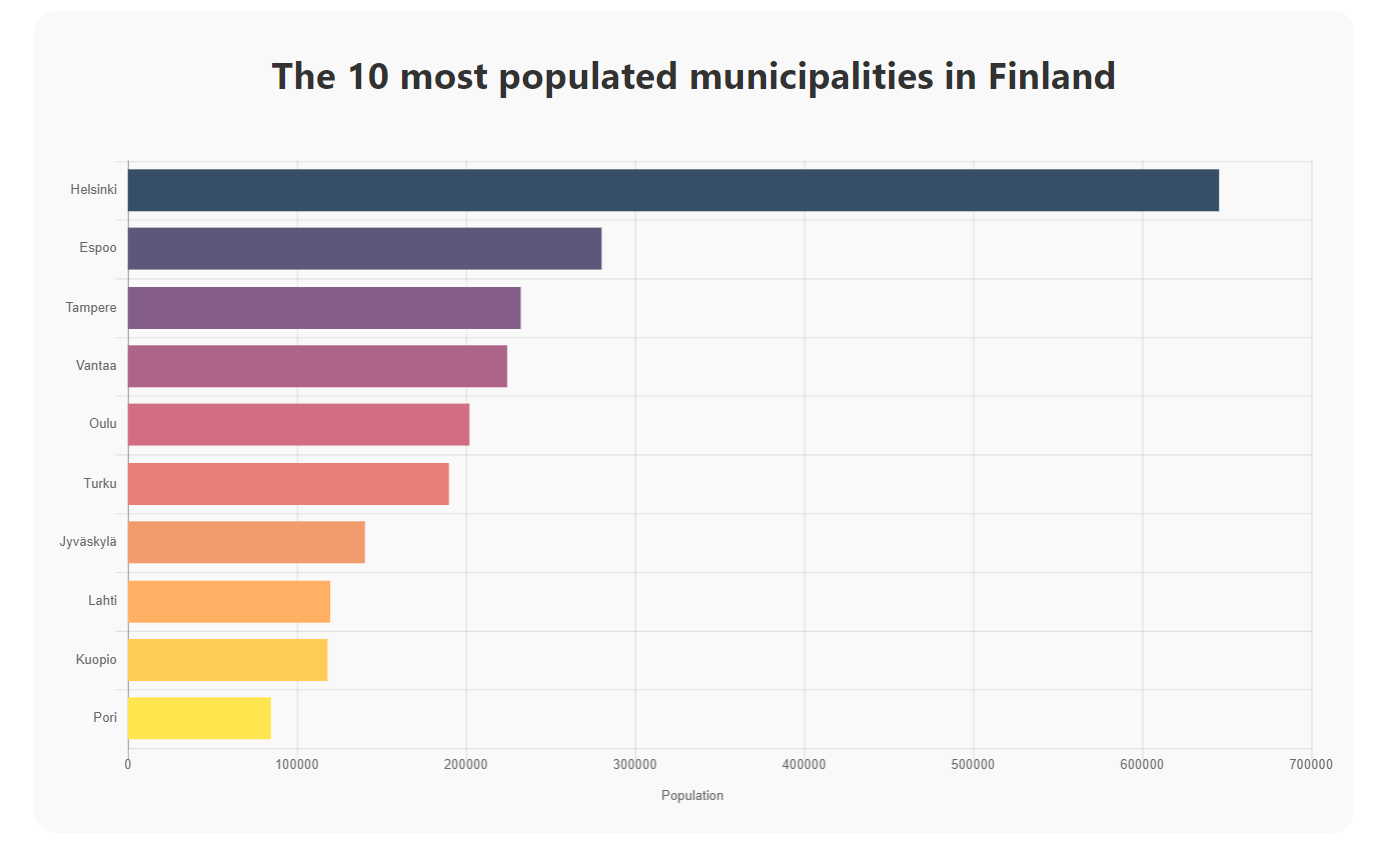 The 10 most populated municipalities in Finland
Helsinki
Espoo
Tampere
Vantaa
Oulu
Turku
Jyväskylä
Lahti
Kuopio
Pori
0 100000 200000 300000 400000 500000 600000 700000
Population